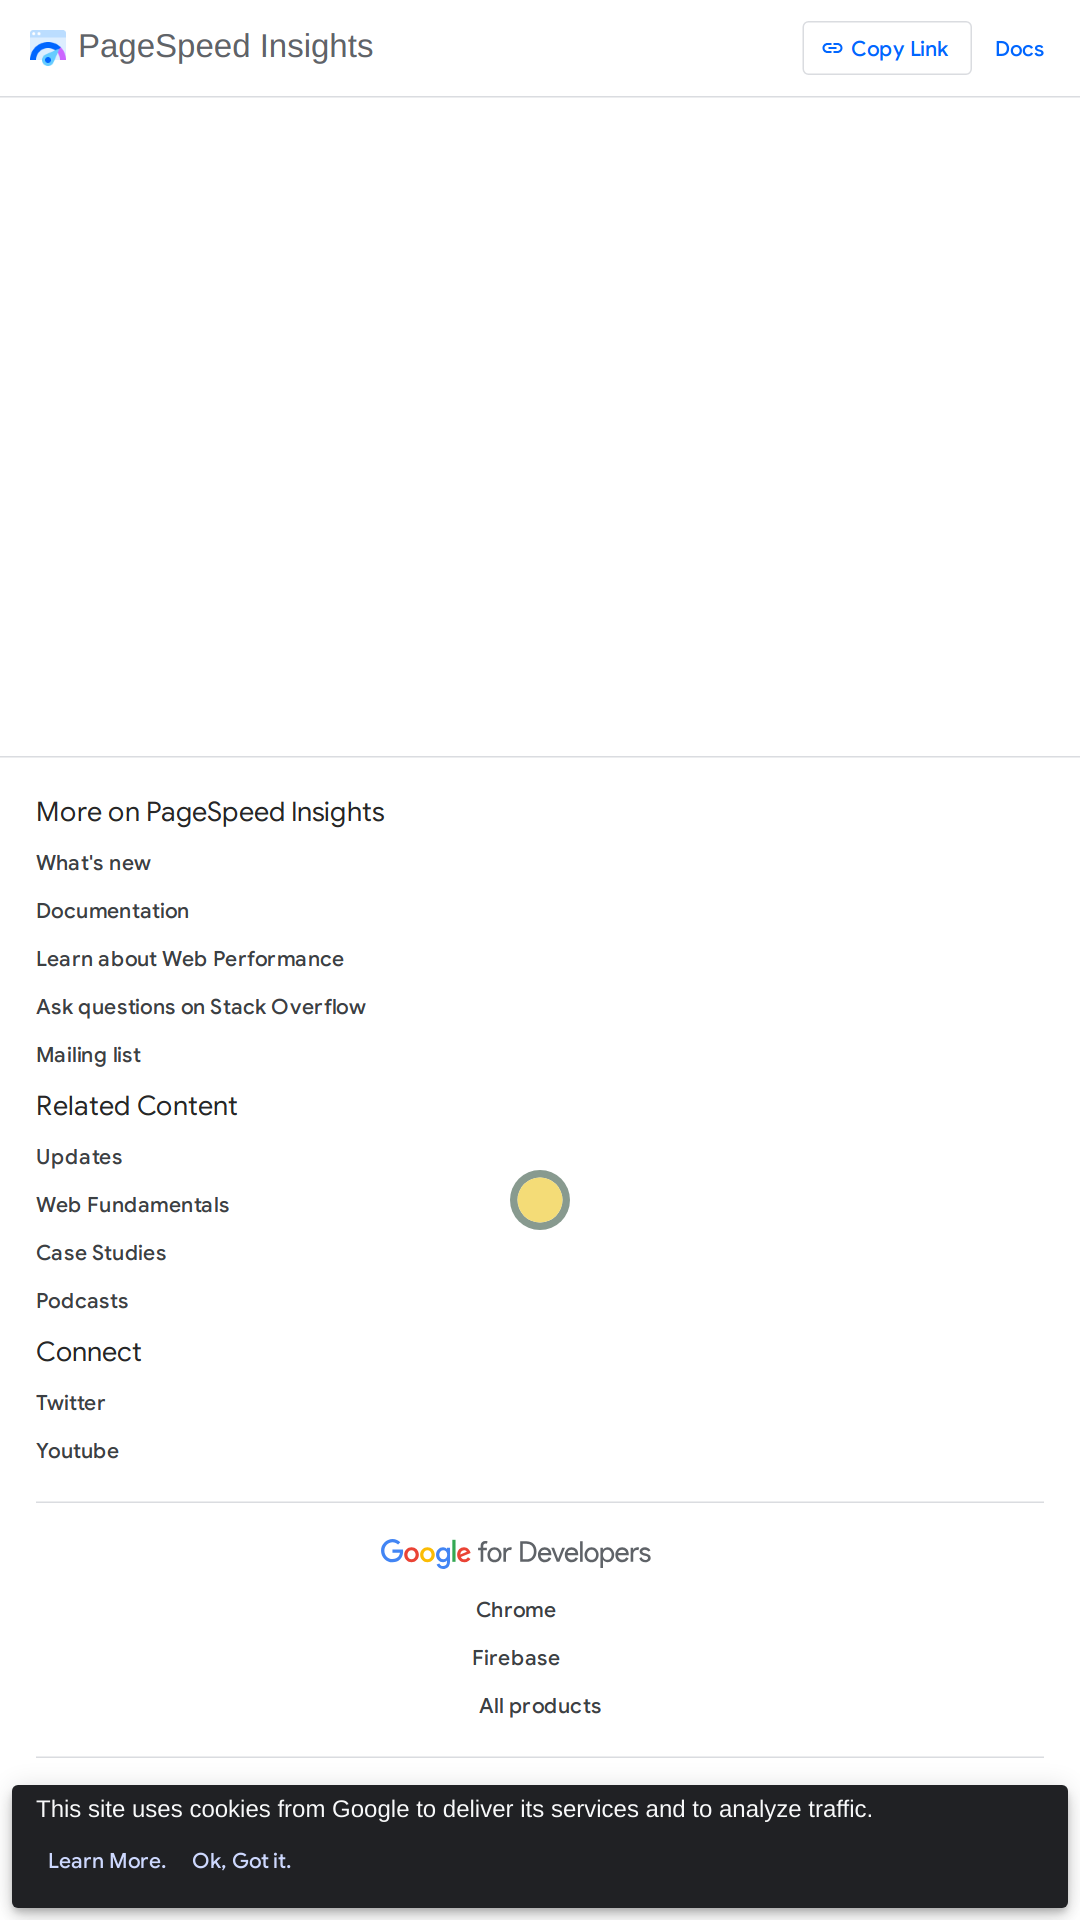 PageSpeed Insights
Copy Link
Docs
More on PageSpeed Insights
What's new
Documentation
Learn about Web Performance
Ask questions on Stack Overflow
Mailing list
Related Content
Updates
Web Fundamentals
Case Studies
Podcasts
Connect
Twitter
Youtube
Google for Developers
Chrome
Firebase
All products
This site uses cookies from Google to deliver its services and to analyze traffic.
Learn More.
Ok, Got it.